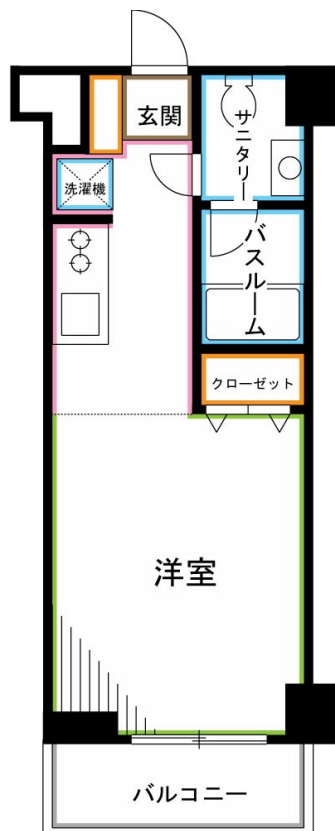 玄関
サニタリー
洗濯機
バスルーム
クローゼット
洋室
バルコニー